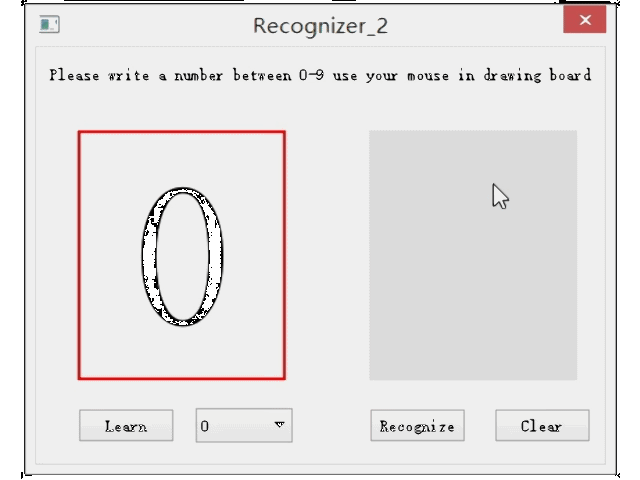 Recognizer_2
Please write a number between 0-9 use your mouse in drawing board
0
Learn
0
Recognize
Clear